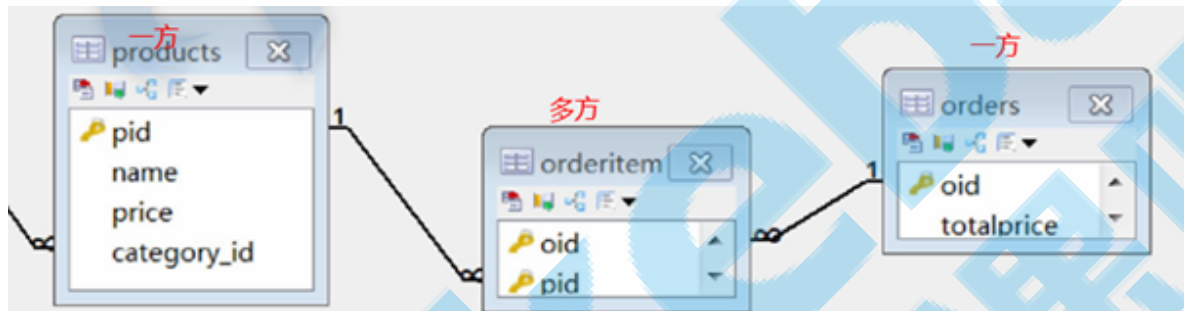 一方
products
pid
name
price
category_id
1
多方
orderitem
oid
pid
一方
orders
oid
totalprice
1